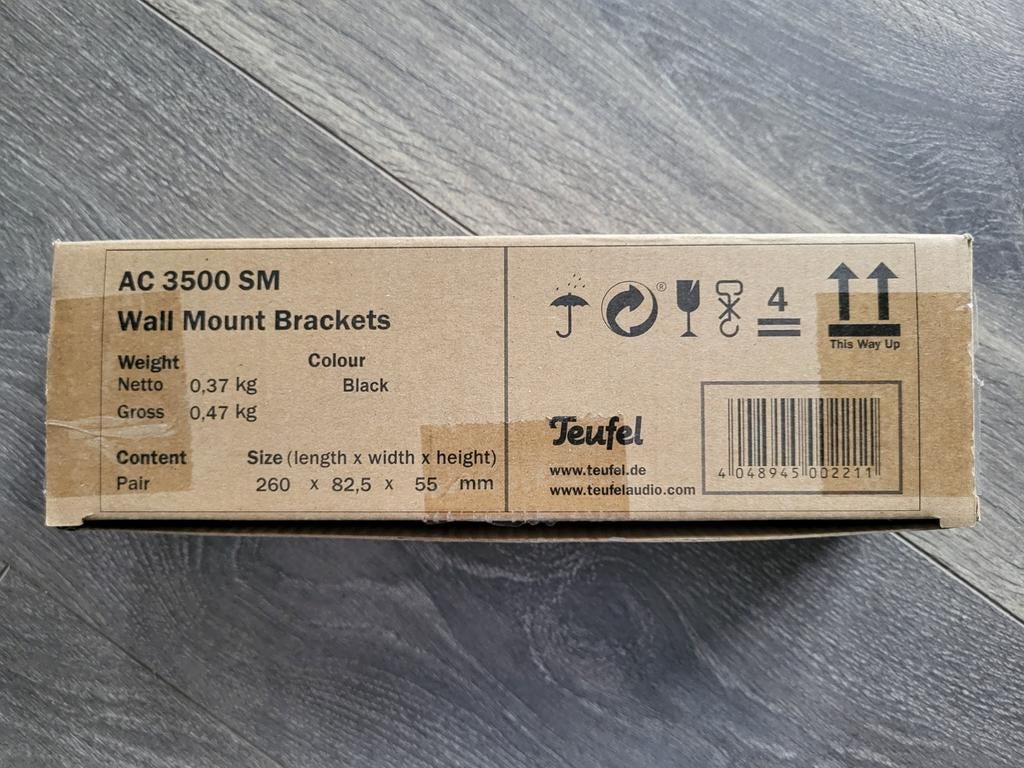 AC 3500 SM
Wall Mount Brackets
Weight Colour
Netto 0,37 kg Black
Gross 0,47 kg
Content Size (length x width x height)
Pair 260 x 82,5 x 55 mm
®
4
This Way Up
Teufel
www.teufel.de
www.teufelaudio.com
4 048945 002211